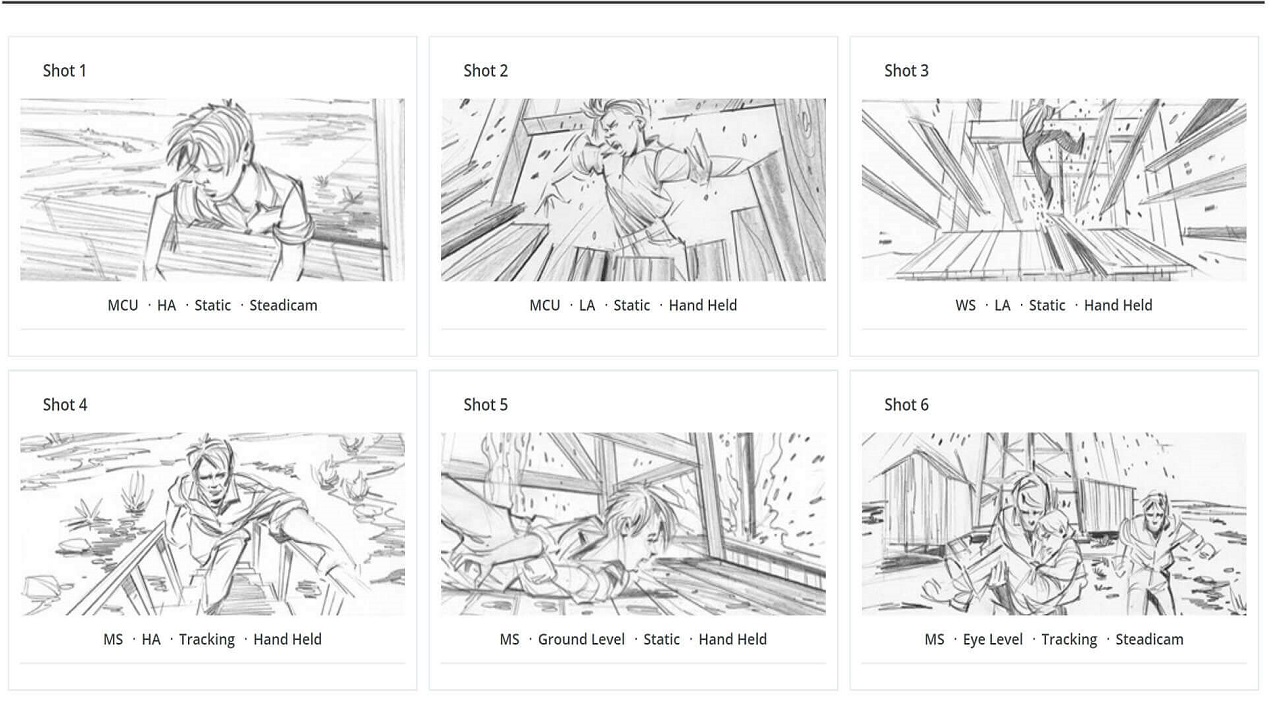 Shot 1
MCU · HA · Static · Steadicam
Shot 2
MCU · LA · Static · Hand Held
Shot 3
WS · LA · Static · Hand Held
Shot 4
MS · HA · Tracking · Hand Held
Shot 5
MS · Ground Level · Static · Hand Held
Shot 6
MS · Eye Level · Tracking · Steadicam